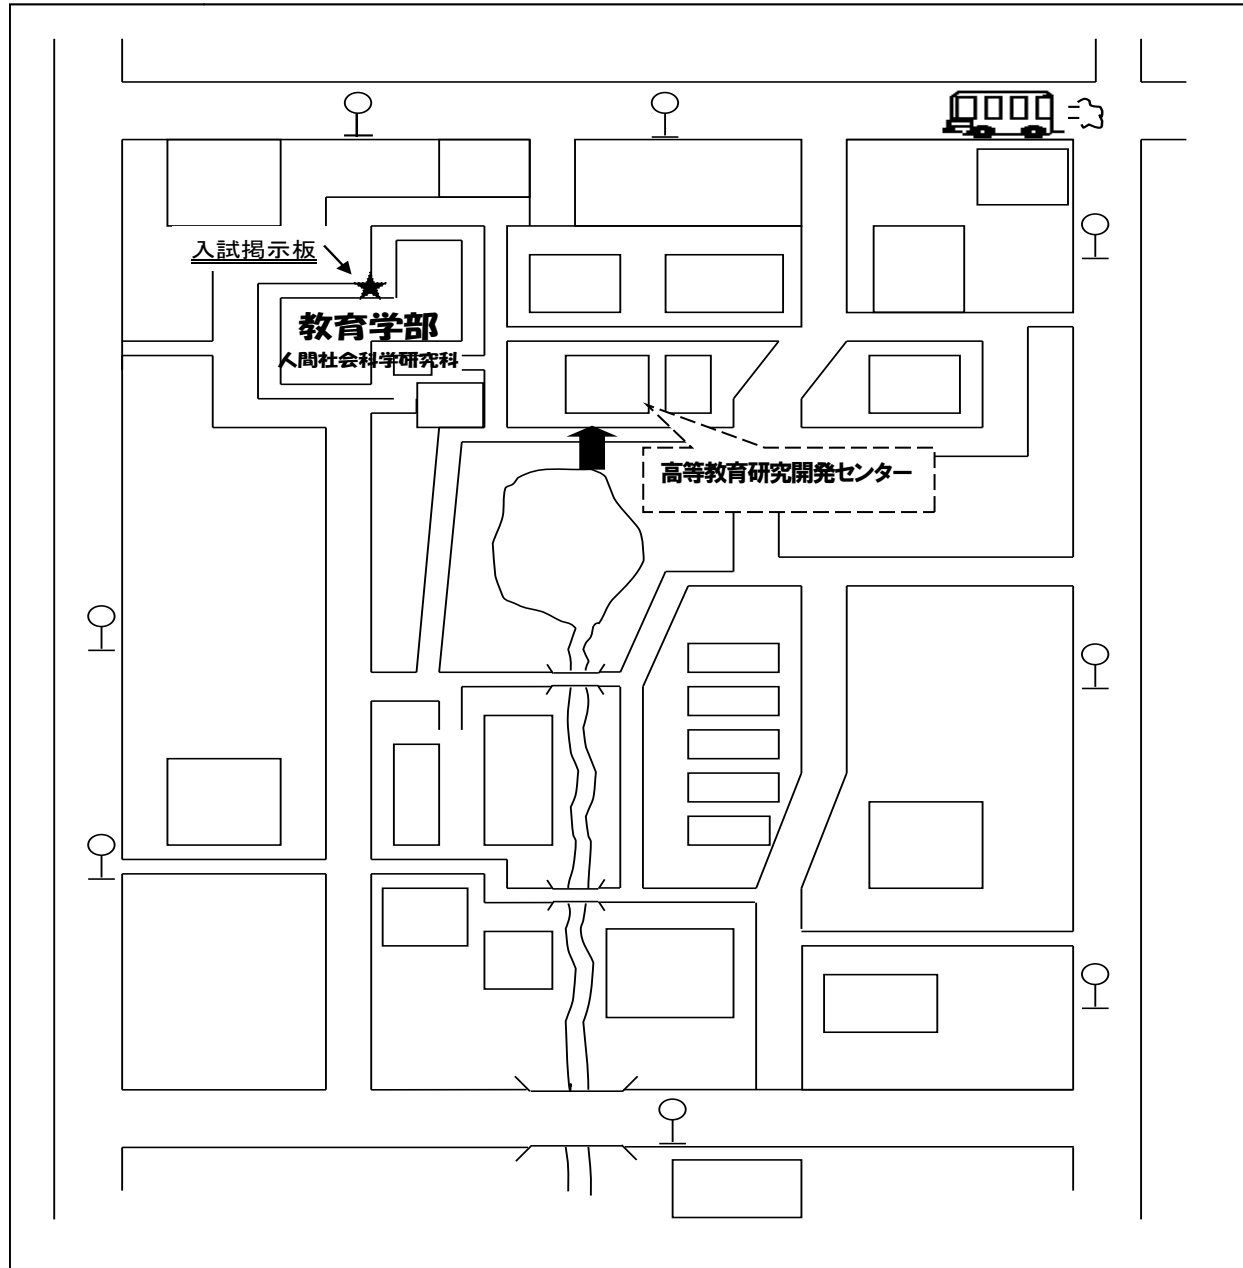 入試掲示板
教育学部
人間社会科学研究科
高等教育研究開発センター